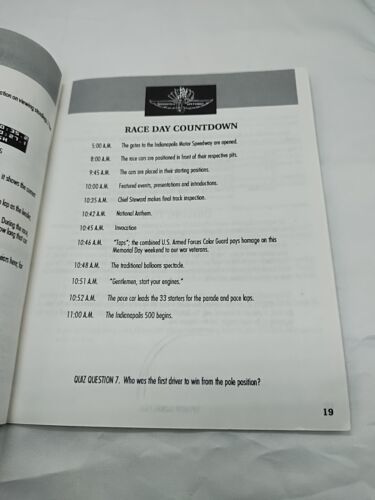 RACE DAY COUNTDOWN
5:00 A.M. The gates to the Indianapolis Motor Speedway are opened.
8:00 A.M. The race cars are positioned in front of their respective pits.
9:45 A.M. The cars are placed in their starting positions.
10:00 A.M. Featured events, presentations and introductions.
10:35 A.M. Chief Steward makes final track inspection.
10:42 A.M. National Anthem.
10:45 A.M. Invocation
10:46 A.M. "Taps"; the combined U.S. Armed Forces Color Guard pays homage on this
Memorial Day weekend to our war veterans.
10:48 A.M. The traditional balloons spectacle.
10:51 A.M. "Gentlemen, start your engines."
10:52 A.M. The pace car leads the 33 starters for the parade and pace laps.
11:00 A.M. The Indianapolis 500 begins.
QUIZ QUESTION 7. Who was the first driver to win from the pole position?
19